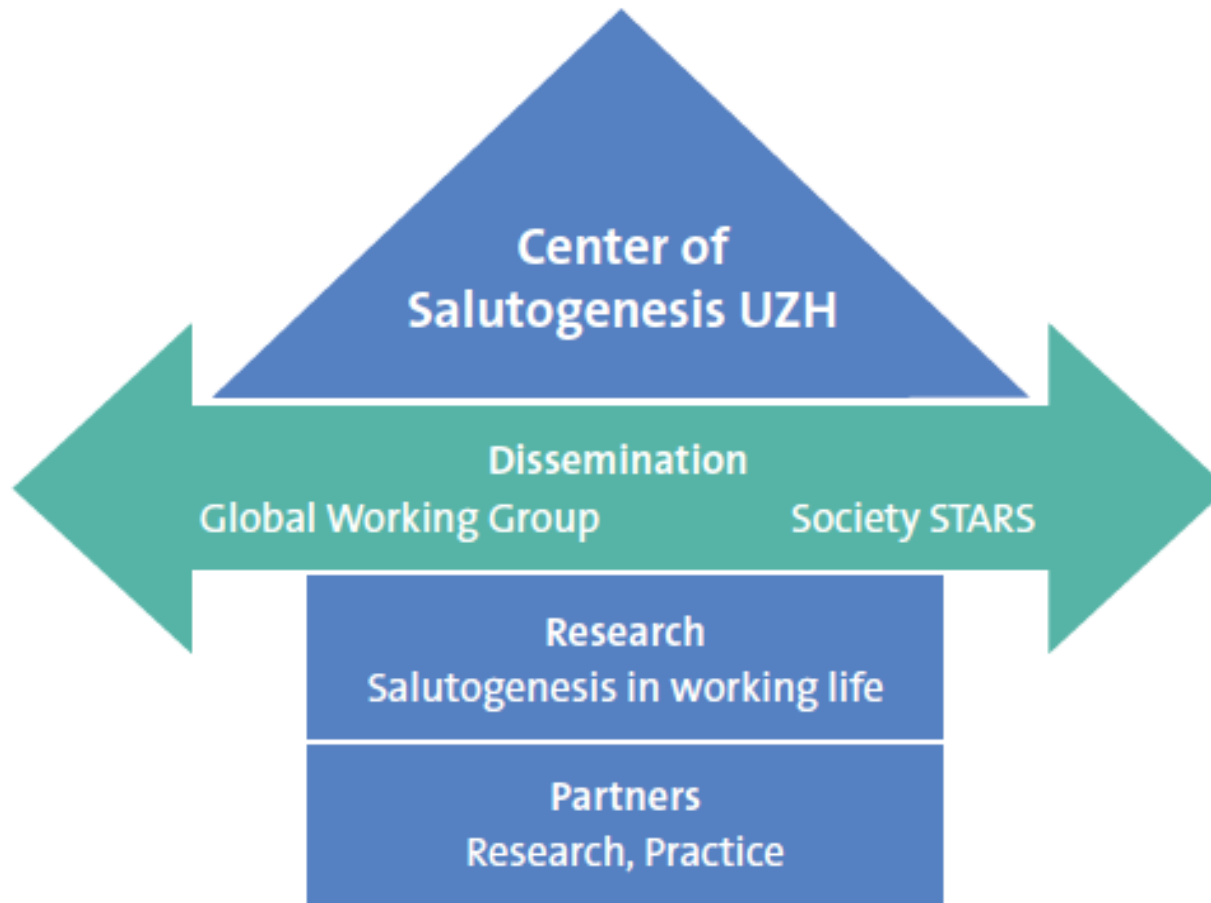 Center of
Salutogenesis UZH
Dissemination
Global Working Group Society STARS
Research
Salutogenesis in working life
Partners
Research, Practice